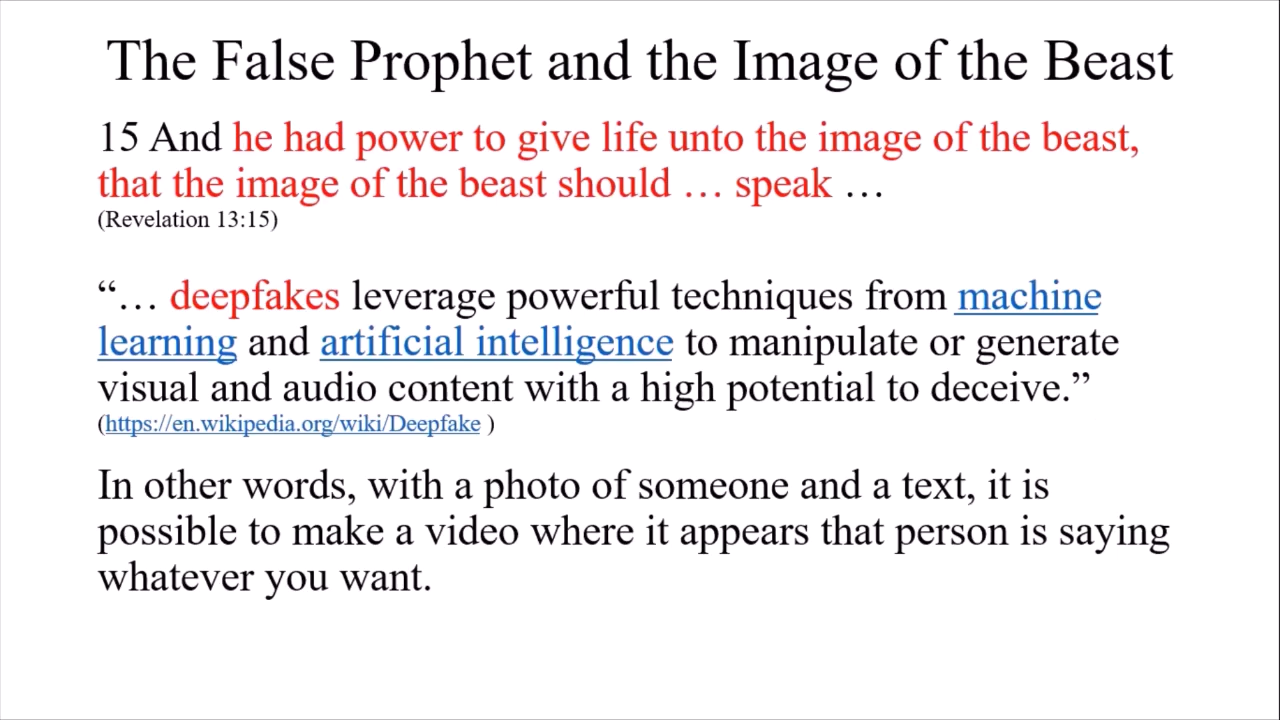 The False Prophet and the Image of the Beast
15 And he had power to give life unto the image of the beast,
that the image of the beast should … speak …
(Revelation 13:15)
“… deepfakes leverage powerful techniques from machine
learning and artificial intelligence to manipulate or generate
visual and audio content with a high potential to deceive.”
(https://en.wikipedia.org/wiki/Deepfake )
In other words, with a photo of someone and a text, it is
possible to make a video where it appears that person is saying
whatever you want.